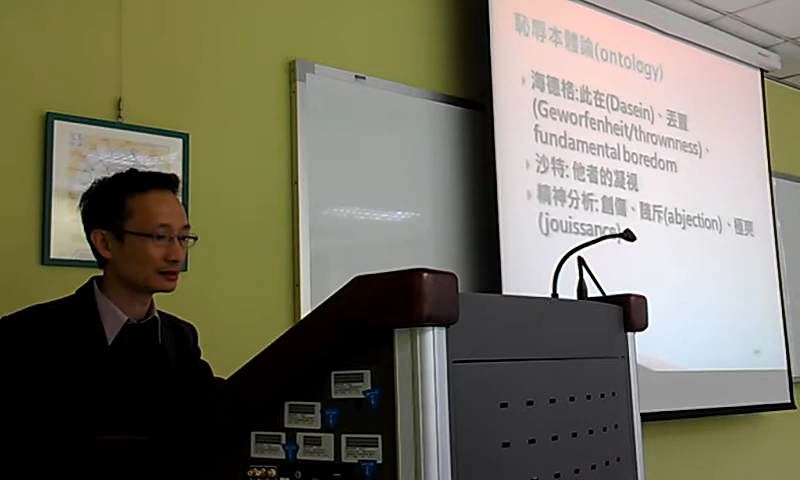 恥辱本體論(ontology)
海德格:此在(Dasein)、丟置
(Geworfenheit/thrownness)、
fundamental boredom
沙特: 他者的凝視
精神分析: 創傷、賤斥(abjection)、極爽
(jouissance)